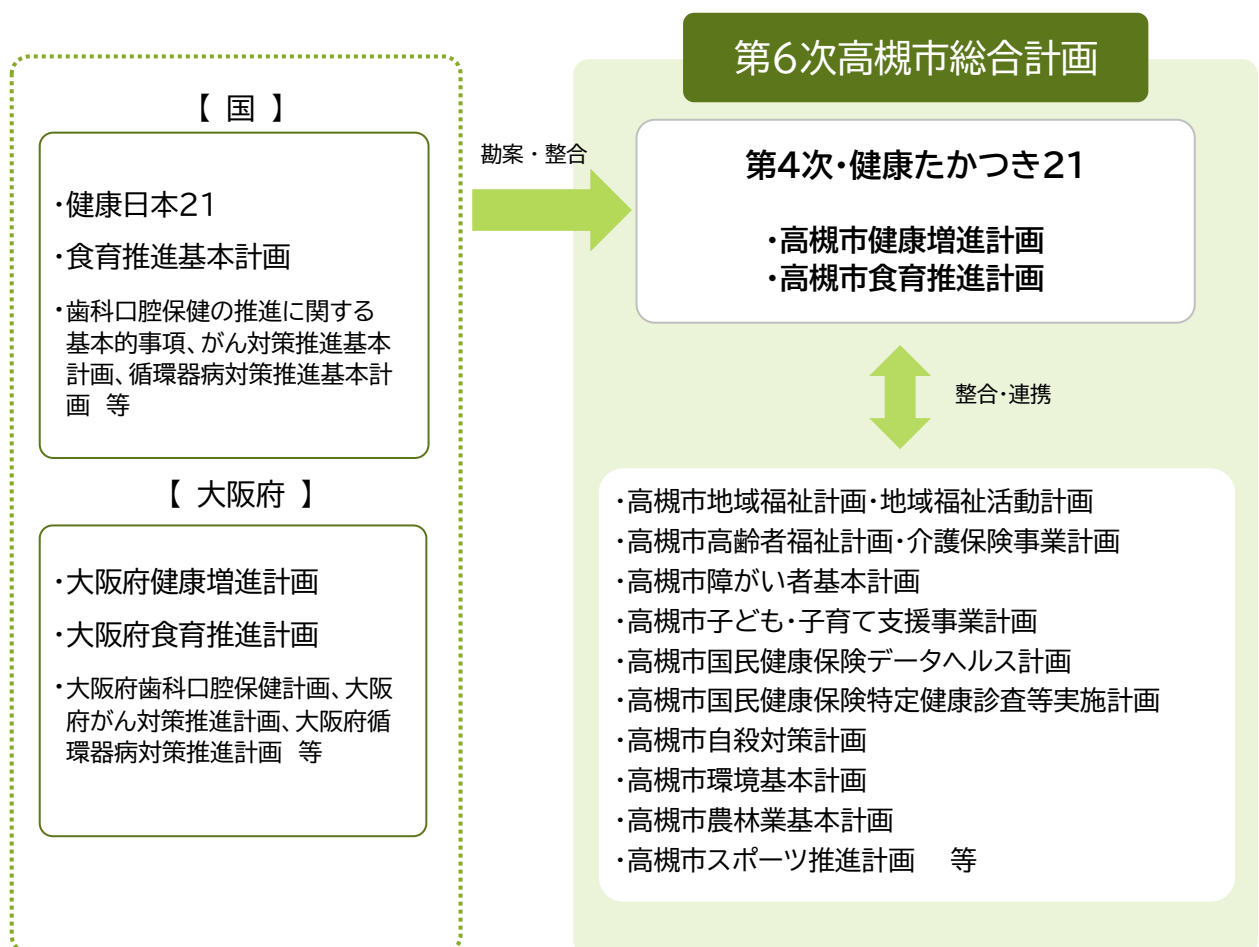 【 国 】
・健康日本21
・食育推進基本計画
・歯科口腔保健の推進に関する
基本的事項、がん対策推進基本
計画、循環器病対策推進基本計
画 等
【 大阪府 】
・大阪府健康増進計画
・大阪府食育推進計画
・大阪府歯科口腔保健計画、大阪
府がん対策推進計画、大阪府循
環器病対策推進計画 等
勘案・整合
第6次高槻市総合計画
第4次・健康たかつき21
・高槻市健康増進計画
・高槻市食育推進計画
整合・連携
・高槻市地域福祉計画・地域福祉活動計画
・高槻市高齢者福祉計画・介護保険事業計画
・高槻市障がい者基本計画
・高槻市子ども・子育て支援事業計画
・高槻市国民健康保険データヘルス計画
・高槻市国民健康保険特定健康診査等実施計画
・高槻市自殺対策計画
・高槻市環境基本計画
・高槻市農林業基本計画
・高槻市スポーツ推進計画 等